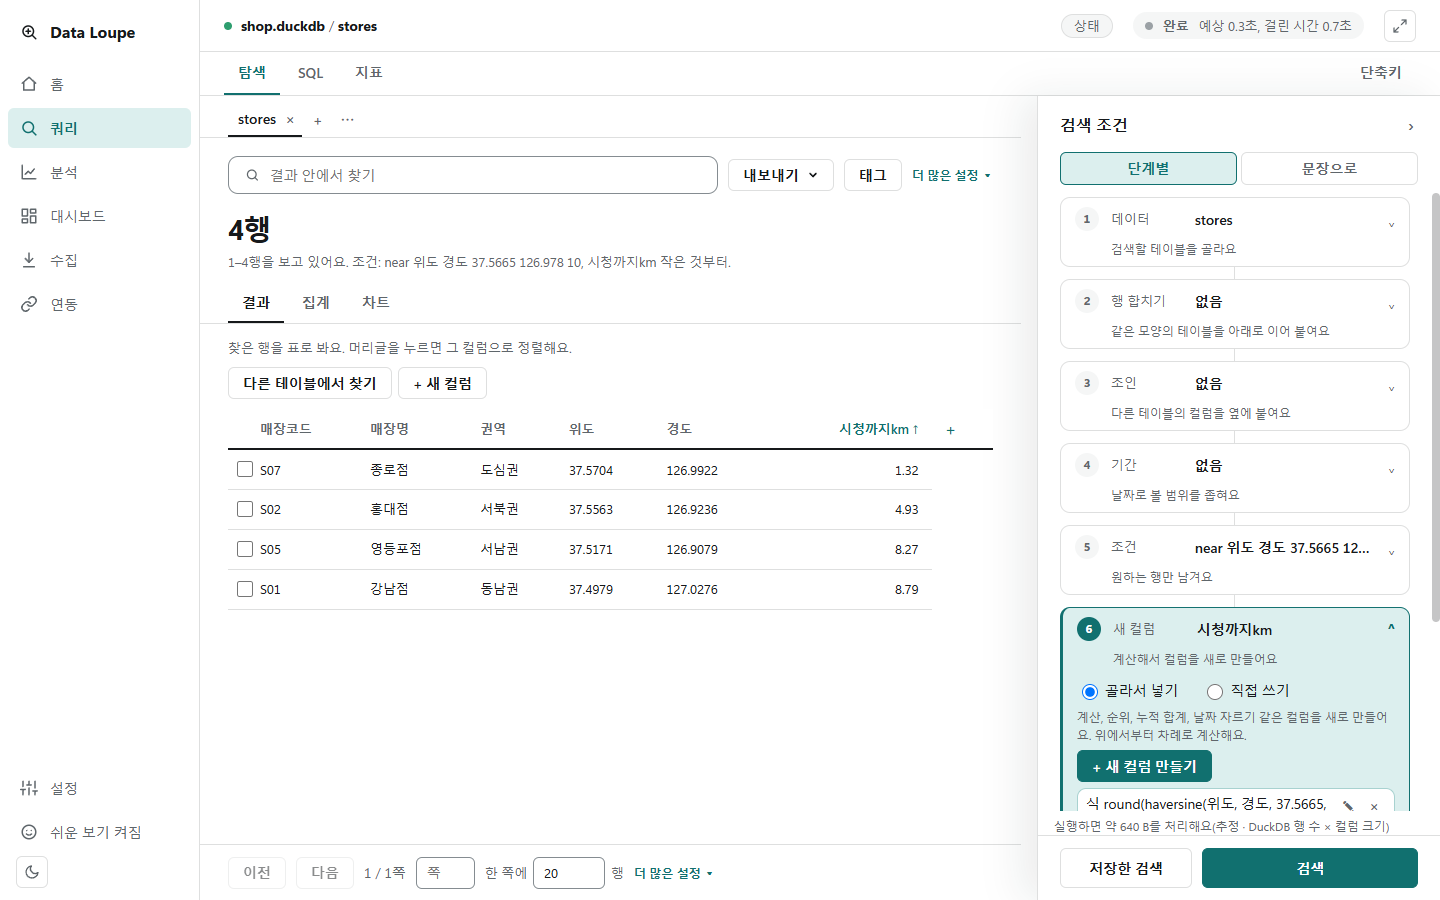 Data Loupe
홈
쿼리
분석
대시보드
수집
연동
설정
쉬운 보기 켜짐
shop.duckdb / stores
상태
완료 예상 0.3초, 걸린 시간 0.7초
탐색 SQL 지표
단축키
stores × + ···
결과 안에서 찾기
내보내기
태그
더 많은 설정
4행
1–4행을 보고 있어요. 조건: near 위도 경도 37.5665 126.978 10, 시청까지km 작은 것부터.
결과 집계 차트
찾은 행을 표로 봐요. 머리글을 누르면 그 컬럼으로 정렬해요.
다른 테이블에서 찾기
+ 새 컬럼
매장코드 매장명 권역 위도 경도 시청까지km ↑ +
S07 종로점 도심권 37.5704 126.9922 1.32
S02 홍대점 서북권 37.5563 126.9236 4.93
S05 영등포점 서남권 37.5171 126.9079 8.27
S01 강남점 동남권 37.4979 127.0276 8.79
이전 다음 1 / 1쪽 쪽 한 쪽에 20 행 더 많은 설정
검색 조건 ›
단계별 문장으로
1 데이터 stores
검색할 테이블을 골라요
2 행 합치기 없음
같은 모양의 테이블을 아래로 이어 붙여요
3 조인 없음
다른 테이블의 컬럼을 옆에 붙여요
4 기간 없음
날짜로 볼 범위를 좁혀요
5 조건 near 위도 경도 37.5665 12...
원하는 행만 남겨요
6 새 컬럼 시청까지km
계산해서 컬럼을 새로 만들어요
골라서 넣기 직접 쓰기
계산, 순위, 누적 합계, 날짜 자르기 같은 컬럼을 새로 만들어
요. 위에서부터 차례로 계산해요.
+ 새 컬럼 만들기
식 round(haversine(위도, 경도, 37.5665, ×
실행하면 약 640 B를 처리해요(추정 · DuckDB 행 수 × 컬럼 크기)
저장한 검색
검색